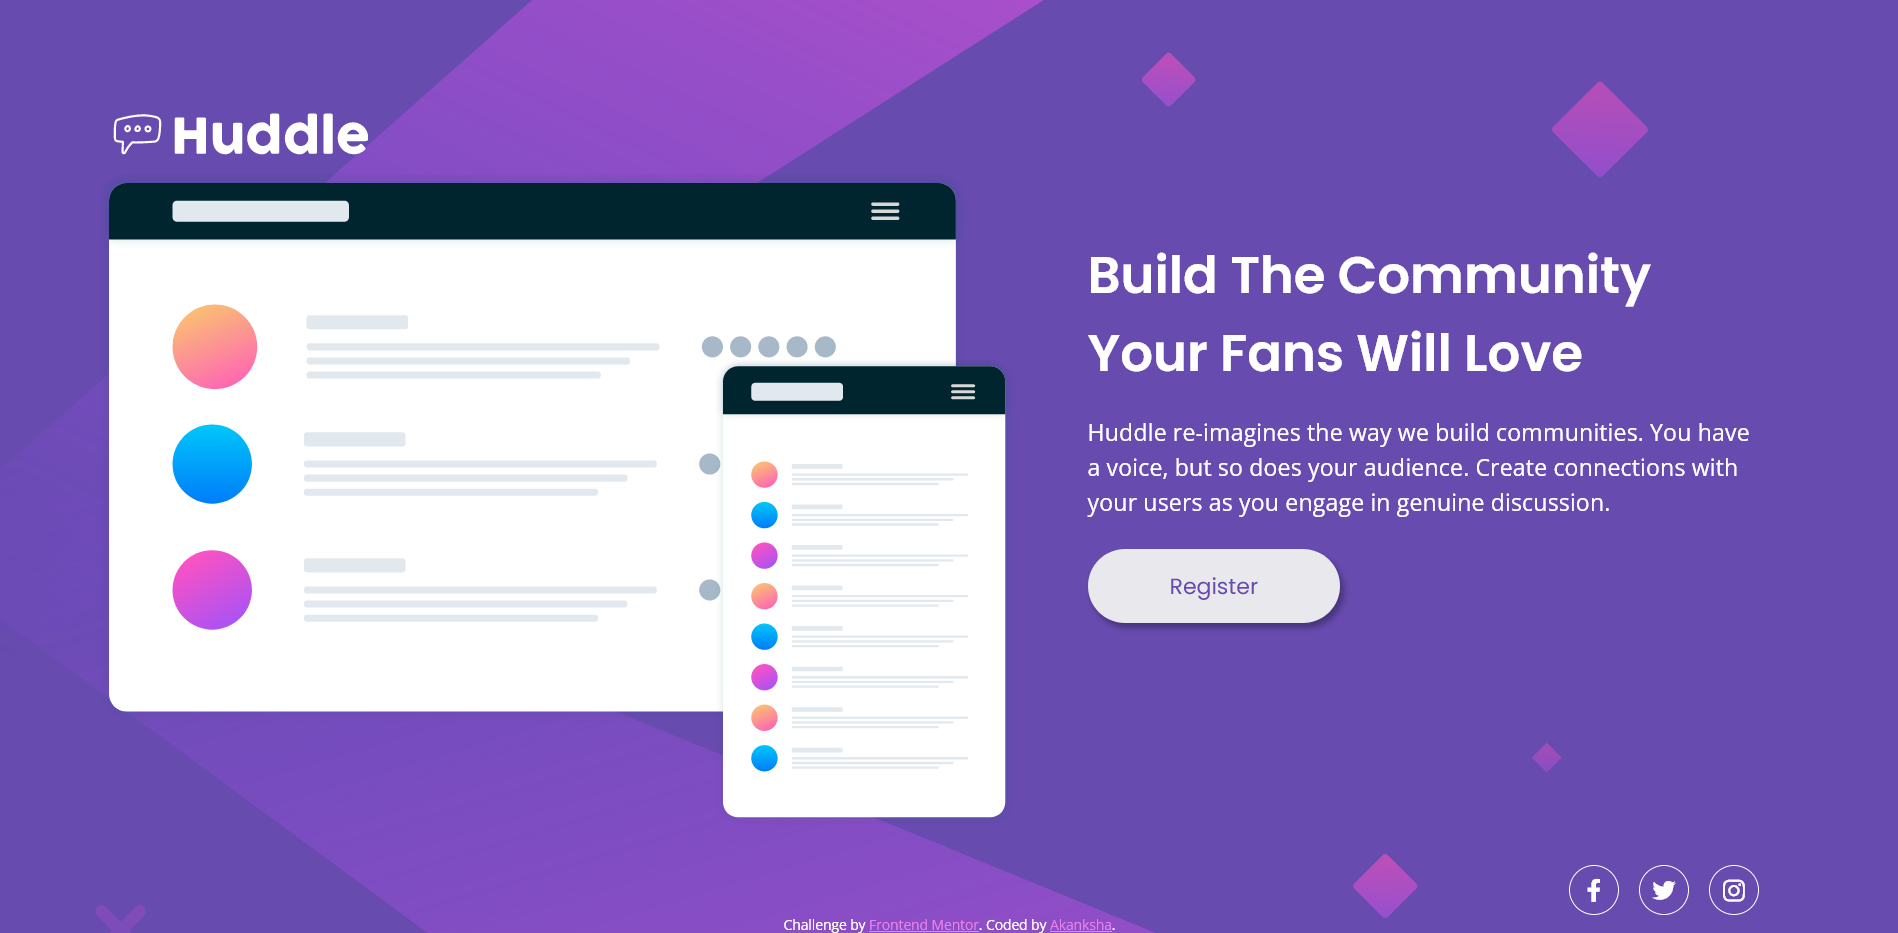 Huddle
Build The Community
Your Fans Will Love
Huddle re-imagines the way we build communities. You have
a voice, but so does your audience. Create connections with
your users as you engage in genuine discussion.
Register
Challenge by Frontend Mentor. Coded by Akanksha.